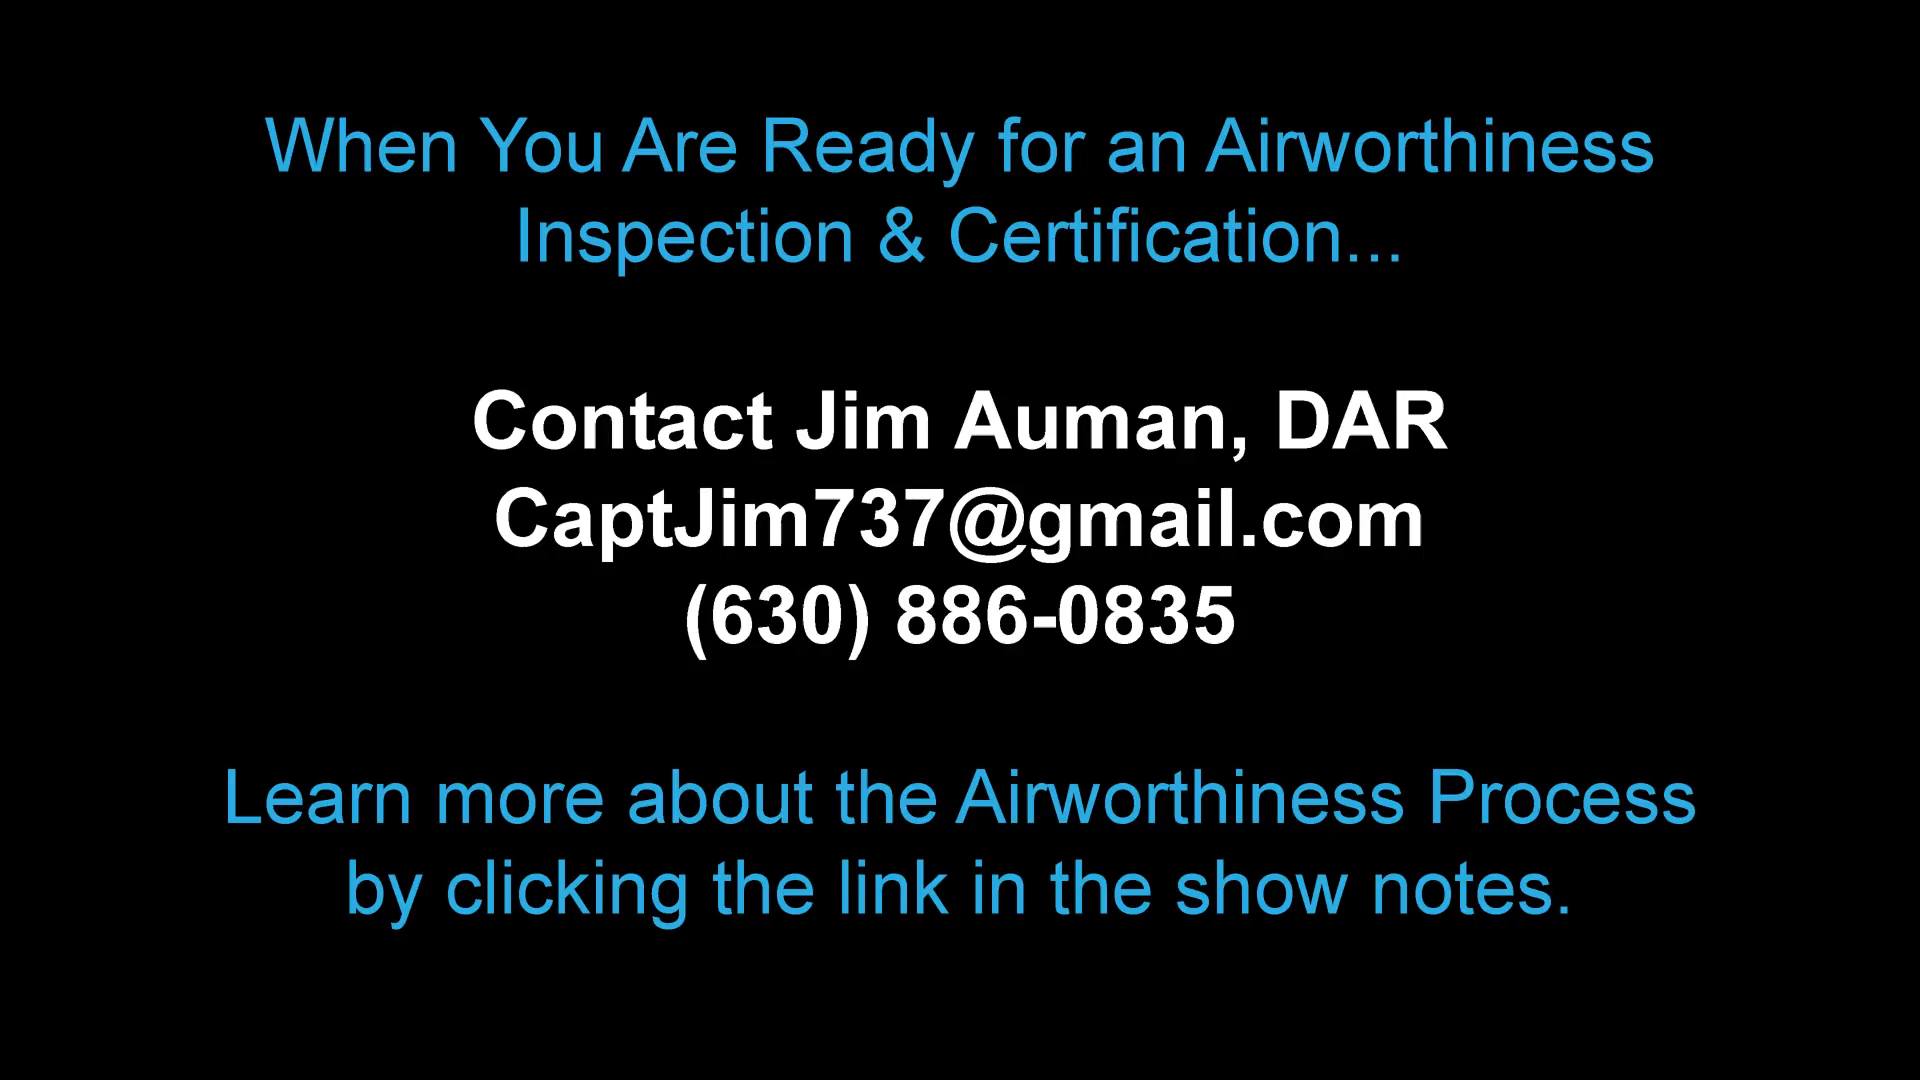 When You Are Ready for an Airworthiness
Inspection & Certification...
Contact Jim Auman, DAR
CaptJim737@gmail.com
(630) 886-0835
Learn more about the Airworthiness Process
by clicking the link in the show notes.